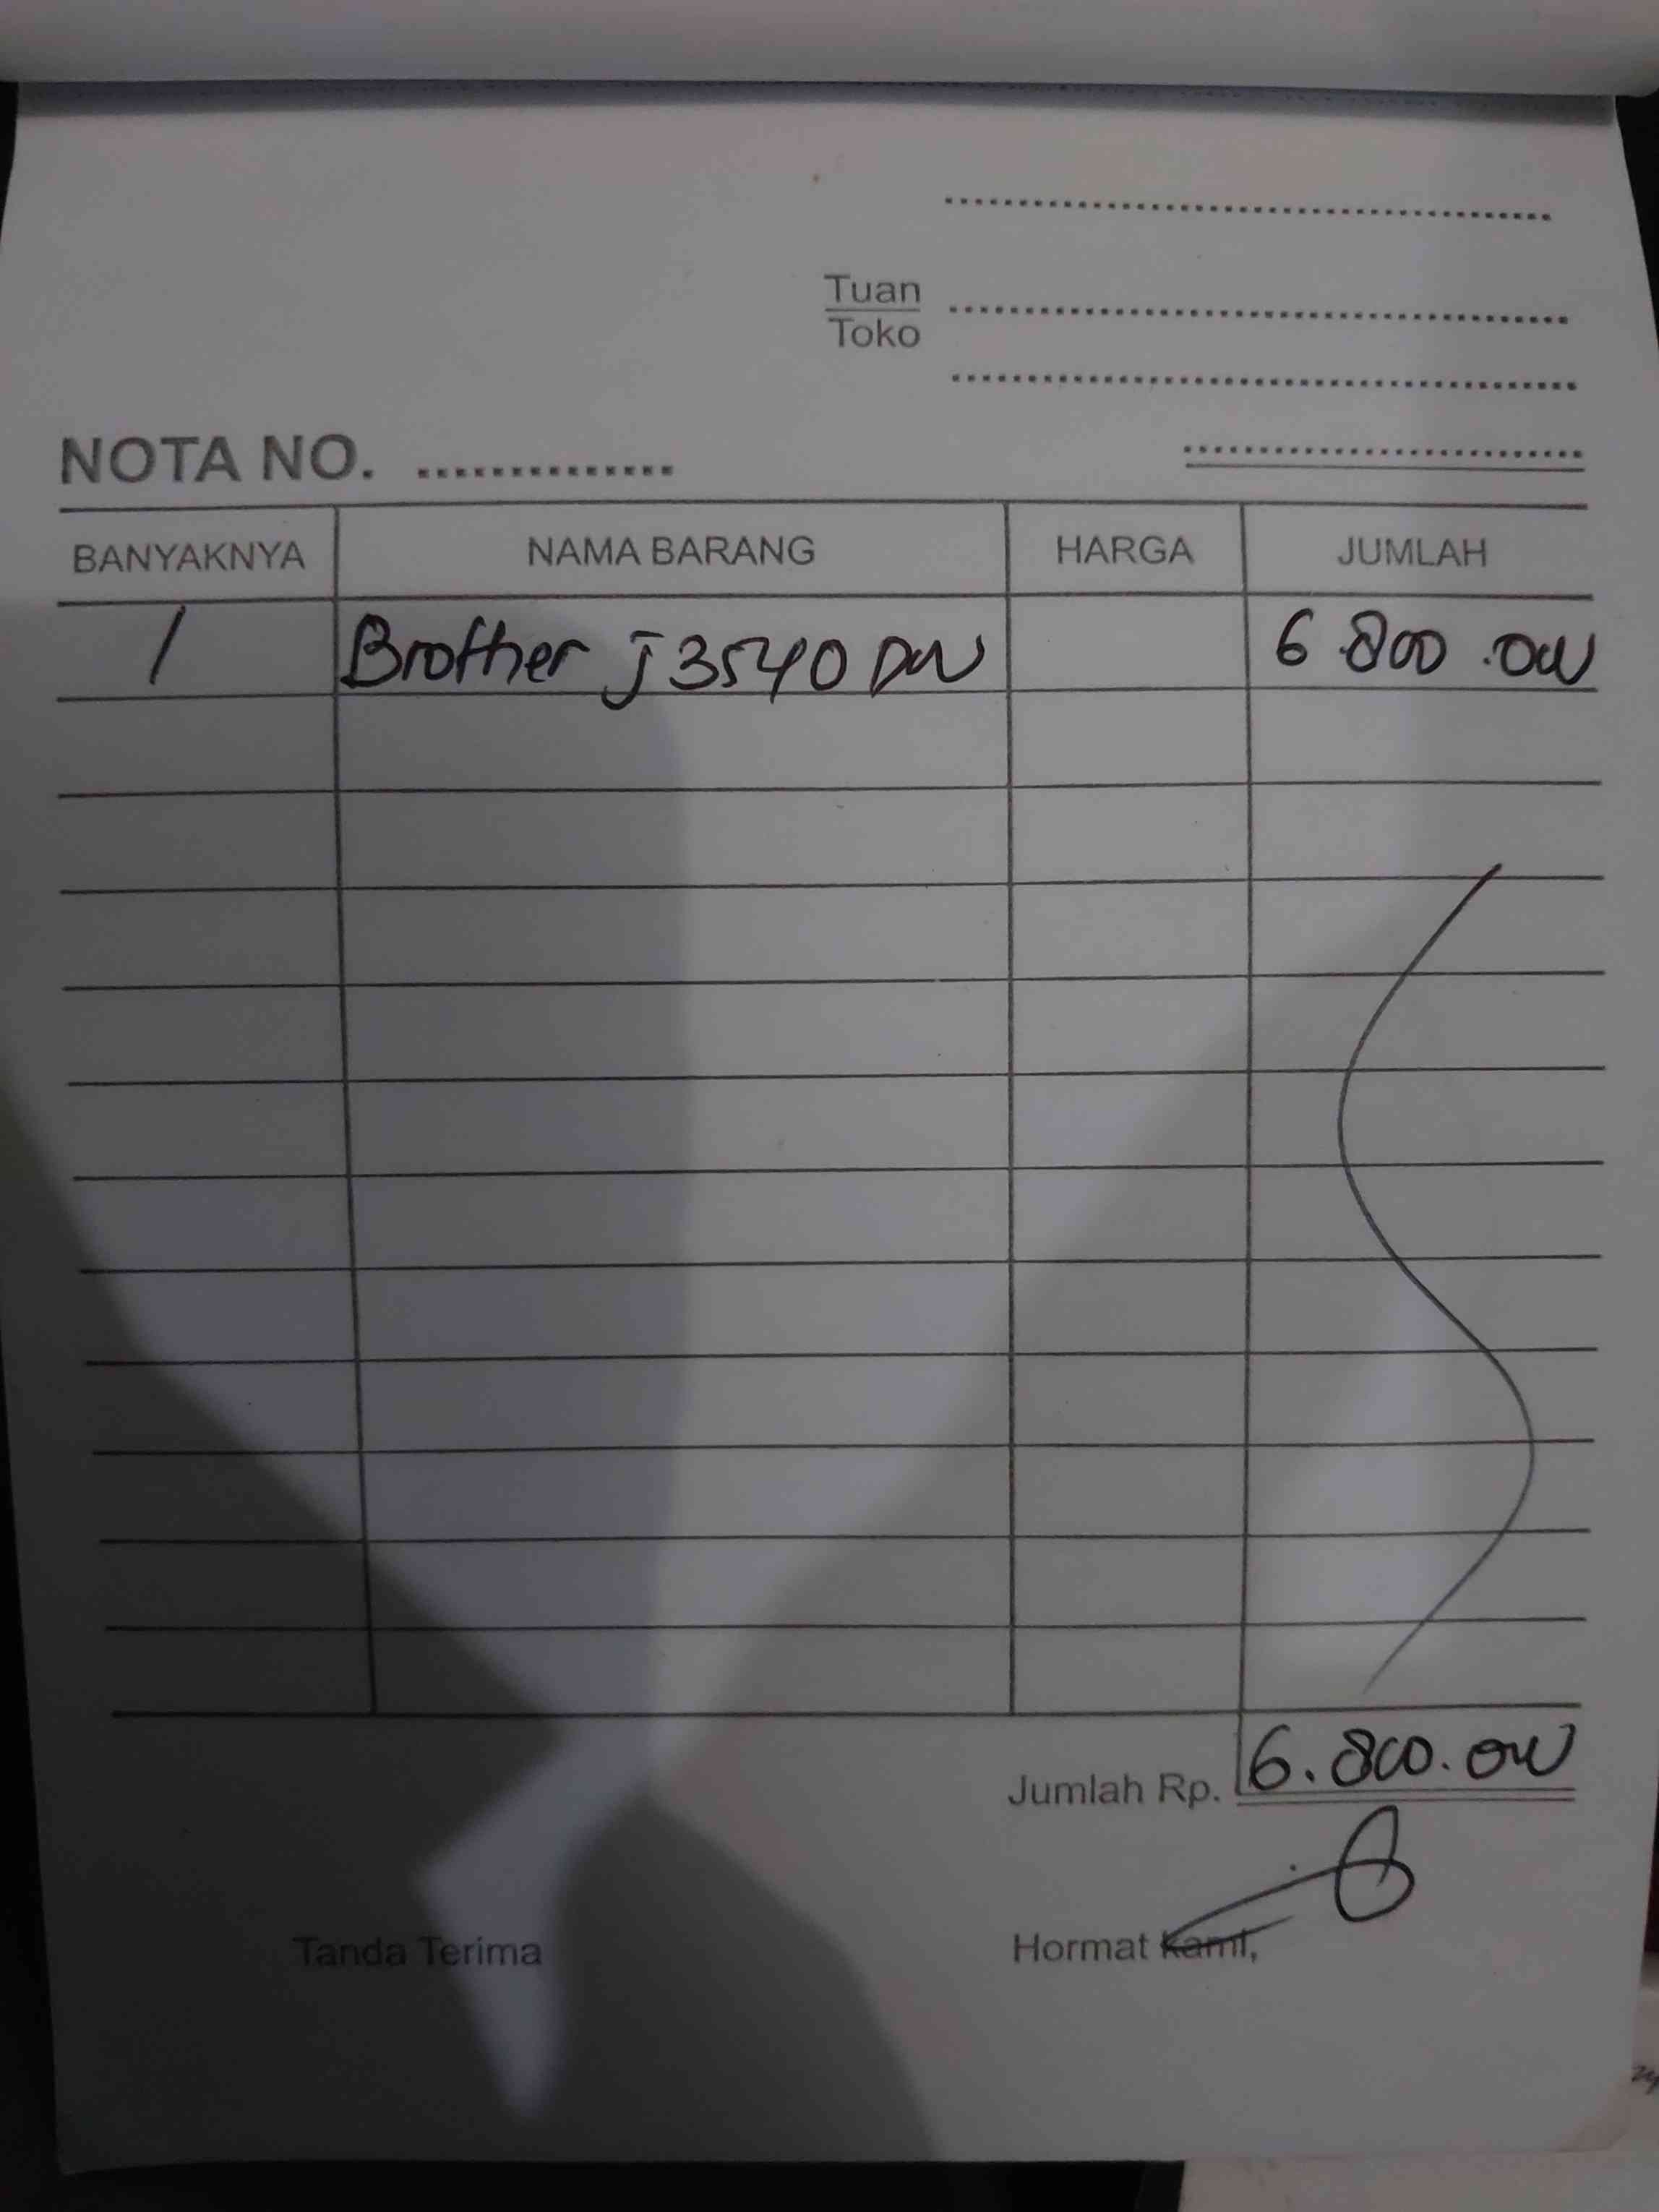 Tuan
Toko
NOTA NO. ..............
BANYAKNYA NAMA BARANG HARGA JUMLAH
1 Brother J3540 DW 6.800.000
Jumlah Rp. 6.800.000
Tanda Terima Hormat Kami,